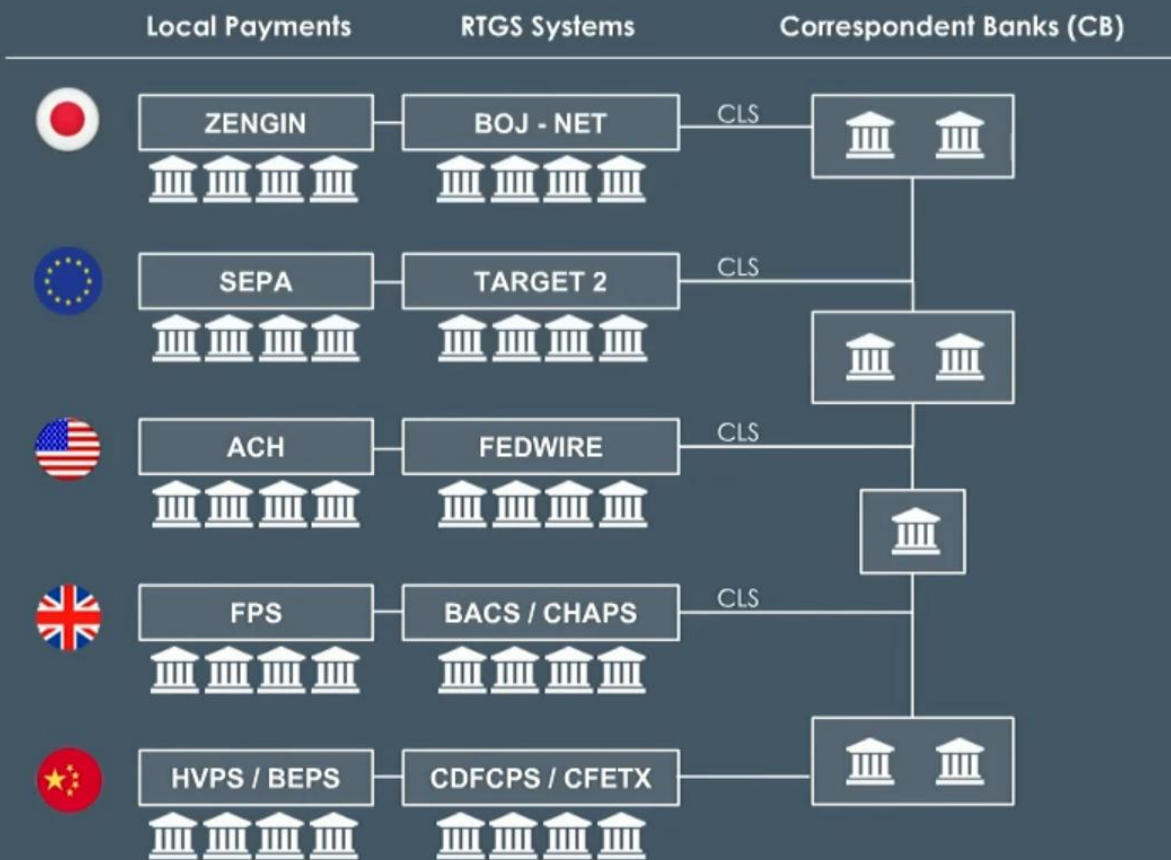 Local Payments RTGS Systems Correspondent Banks (CB)
ZENGIN BOJ - NET CLS
SEPA TARGET 2 CLS
ACH FEDWIRE CLS
FPS BACS / CHAPS CLS
HVPS / BEPS CDFCPS / CFETX